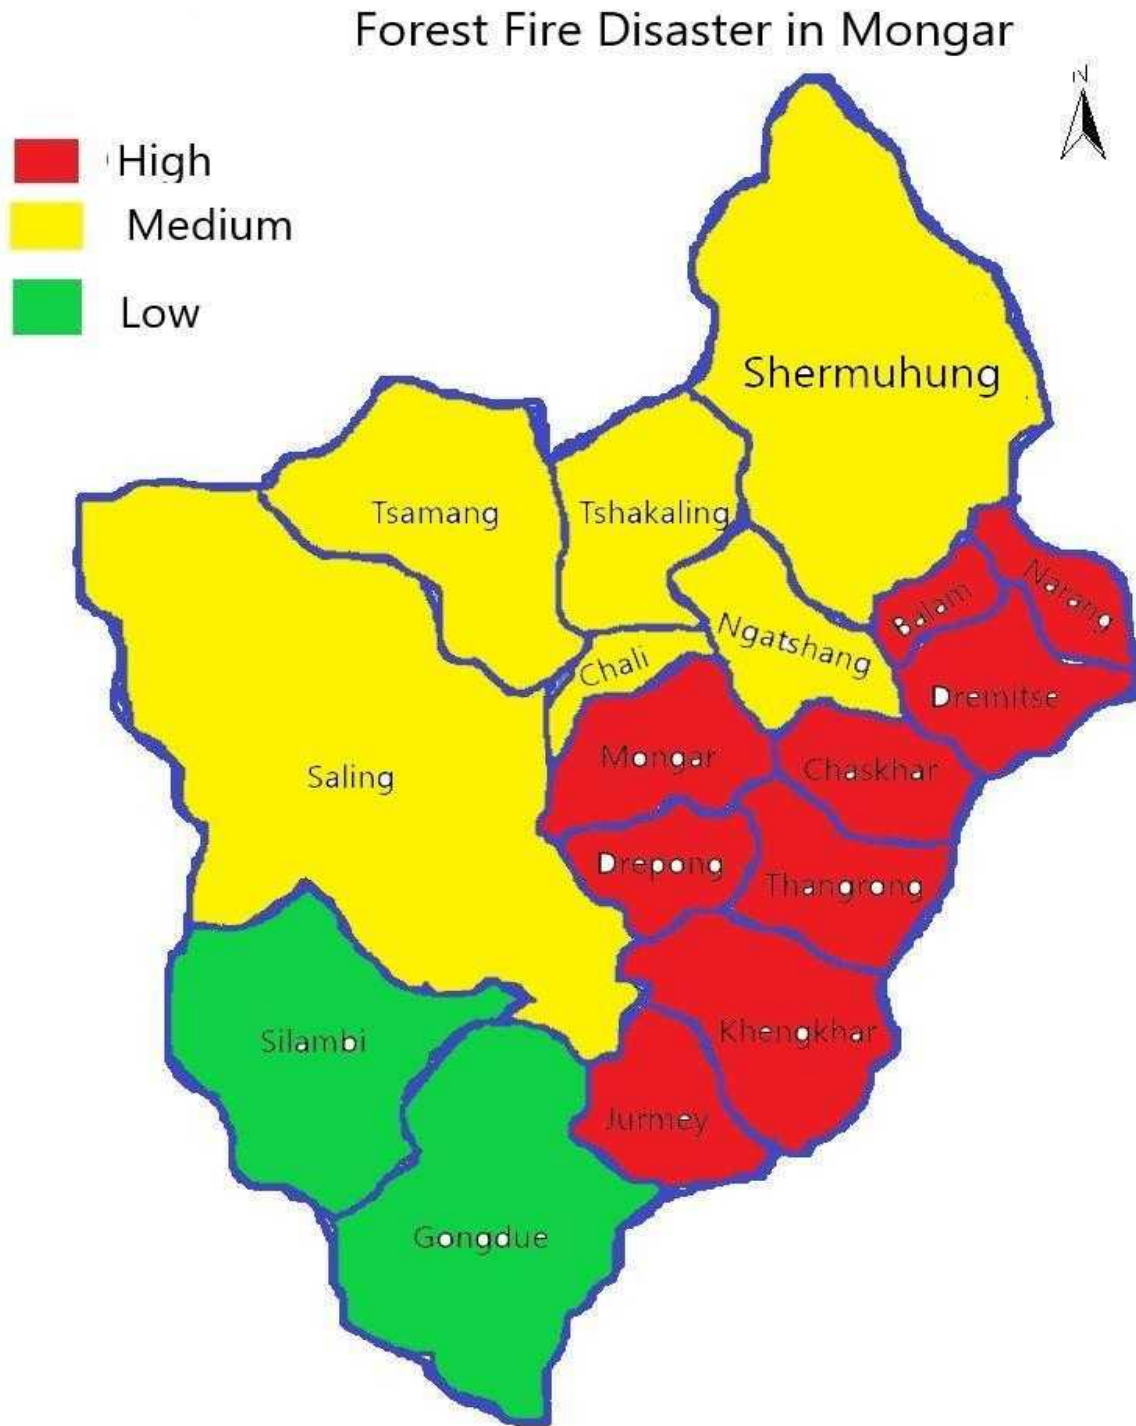 Forest Fire Disaster in Mongar
N
High
Medium
Low
Shermuhung
Tsamang
Tshakaling
Narang
Balam
Ngatshang
Chali
Dremitse
Mongar
Chaskhar
Saling
Drepong
Thangrong
Khengkhar
Silambi
Jurmey
Gongdue